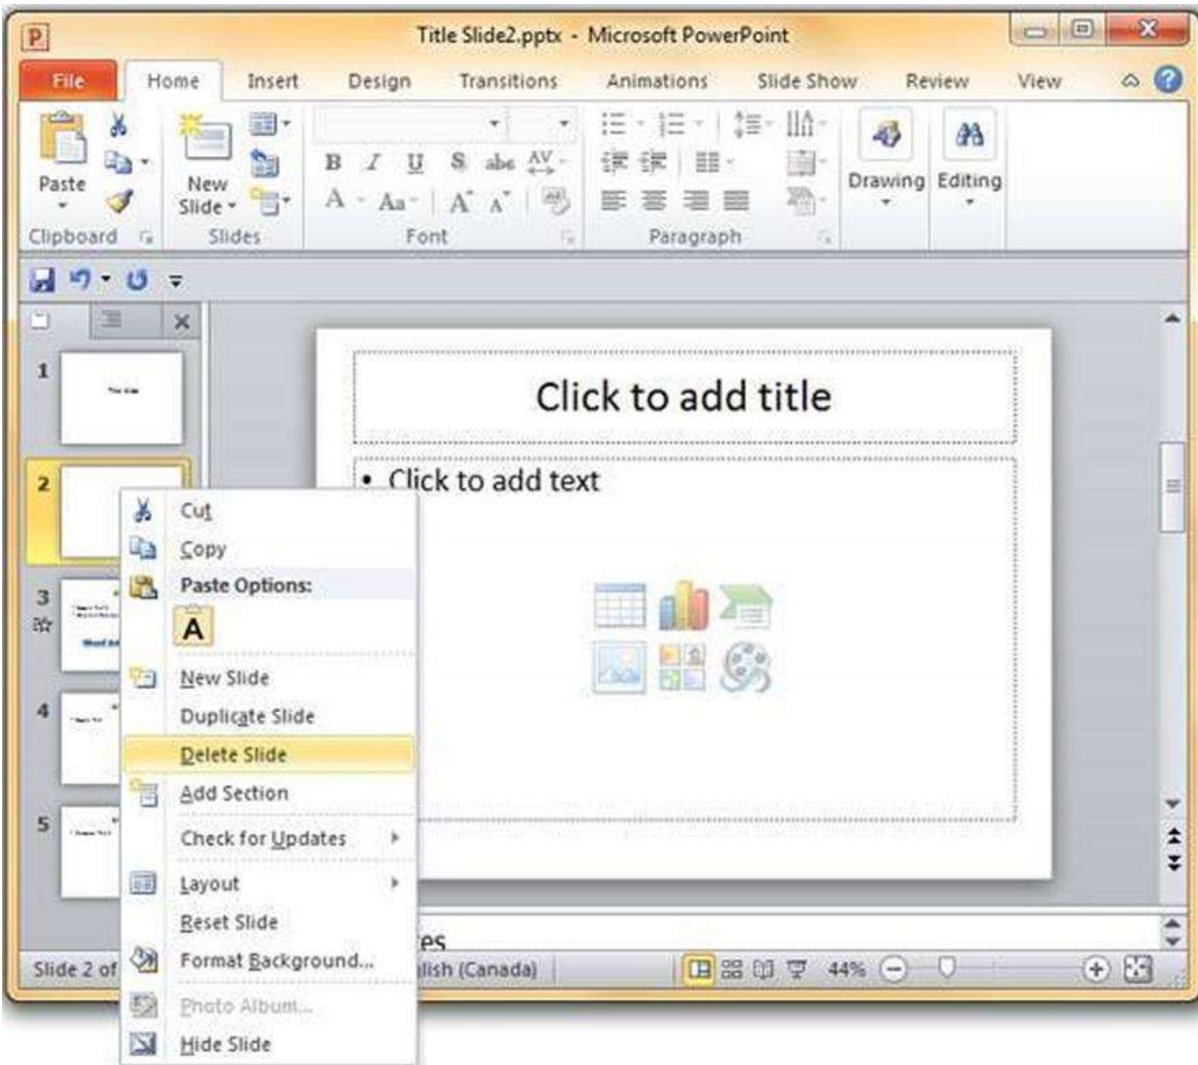 Title Slide2.pptx - Microsoft PowerPoint
File Home Insert Design Transitions Animations Slide Show Review View
Paste
New Slide
B I U S abc AV
A Aa A A
Drawing
Editing
Clipboard Slides Font Paragraph
1
Click to add title
2
• Click to add text
Cut
Copy
Paste Options:
A
3
New Slide
Duplicate Slide
4
Delete Slide
Add Section
5
Check for Updates
Layout
Reset Slide
Format Background...
Photo Album...
Hide Slide
Slide 2 of
(Canada)
44%